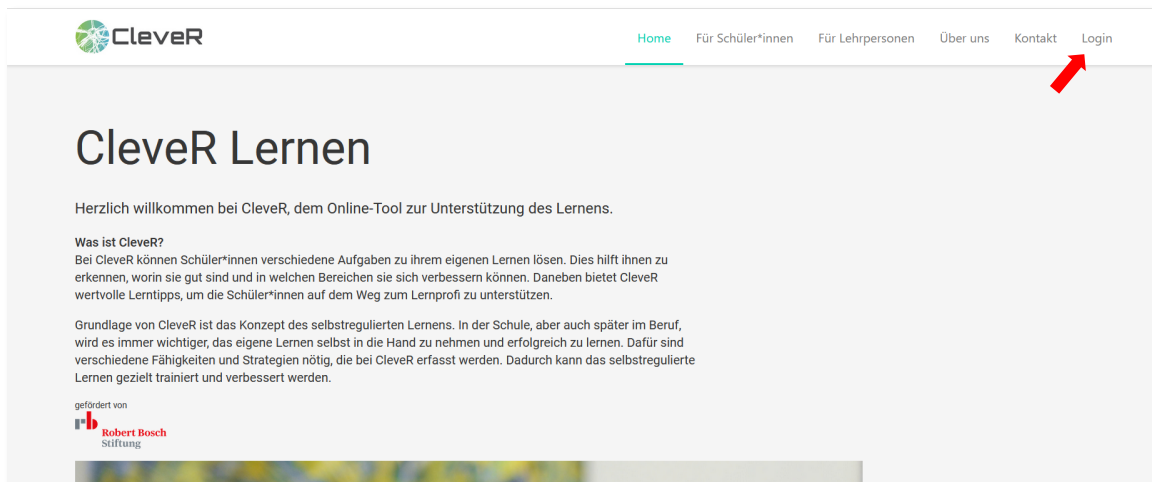 CleveR
Home Für Schüler*innen Für Lehrpersonen Über uns Kontakt Login
CleveR Lernen
Herzlich willkommen bei CleveR, dem Online-Tool zur Unterstützung des Lernens.
Was ist CleveR?
Bei CleveR können Schüler*innen verschiedene Aufgaben zu ihrem eigenen Lernen lösen. Dies hilft ihnen zu
erkennen, worin sie gut sind und in welchen Bereichen sie sich verbessern können. Daneben bietet CleveR
wertvolle Lerntipps, um die Schüler*innen auf dem Weg zum Lernprofi zu unterstützen.
Grundlage von CleveR ist das Konzept des selbstregulierten Lernens. In der Schule, aber auch später im Beruf,
wird es immer wichtiger, das eigene Lernen selbst in die Hand zu nehmen und erfolgreich zu lernen. Dafür sind
verschiedene Fähigkeiten und Strategien nötig, die bei CleveR erfasst werden. Dadurch kann das selbstregulierte
Lernen gezielt trainiert und verbessert werden.
gefördert von
rb
Robert Bosch
Stiftung